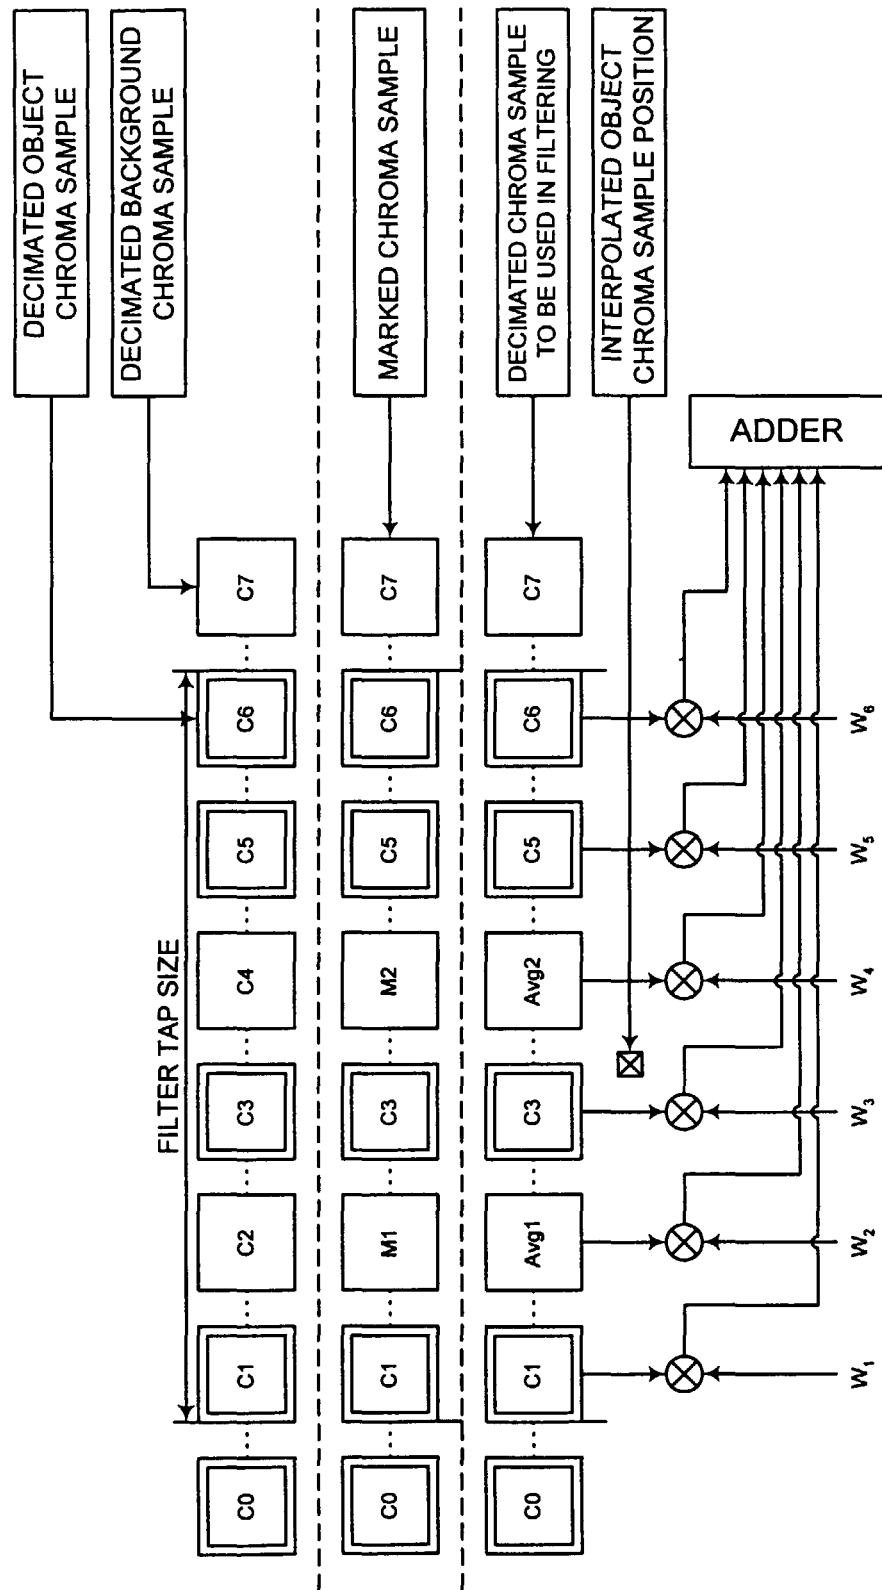 DECIMATED OBJECT
CHROMA SAMPLE
DECIMATED BACKGROUND
CHROMA SAMPLE
FILTER TAP SIZE
C0
C1
C2
C3
C4
C5
C6
C7
MARKED CHROMA SAMPLE
C0
C1
M1
C3
M2
C5
C6
C7
DECIMATED CHROMA SAMPLE
TO BE USED IN FILTERING
C0
C1
Avg1
C3
Avg2
C5
C6
C7
INTERPOLATED OBJECT
CHROMA SAMPLE POSITION
ADDER
W1
W2
W3
W4
W5
W6